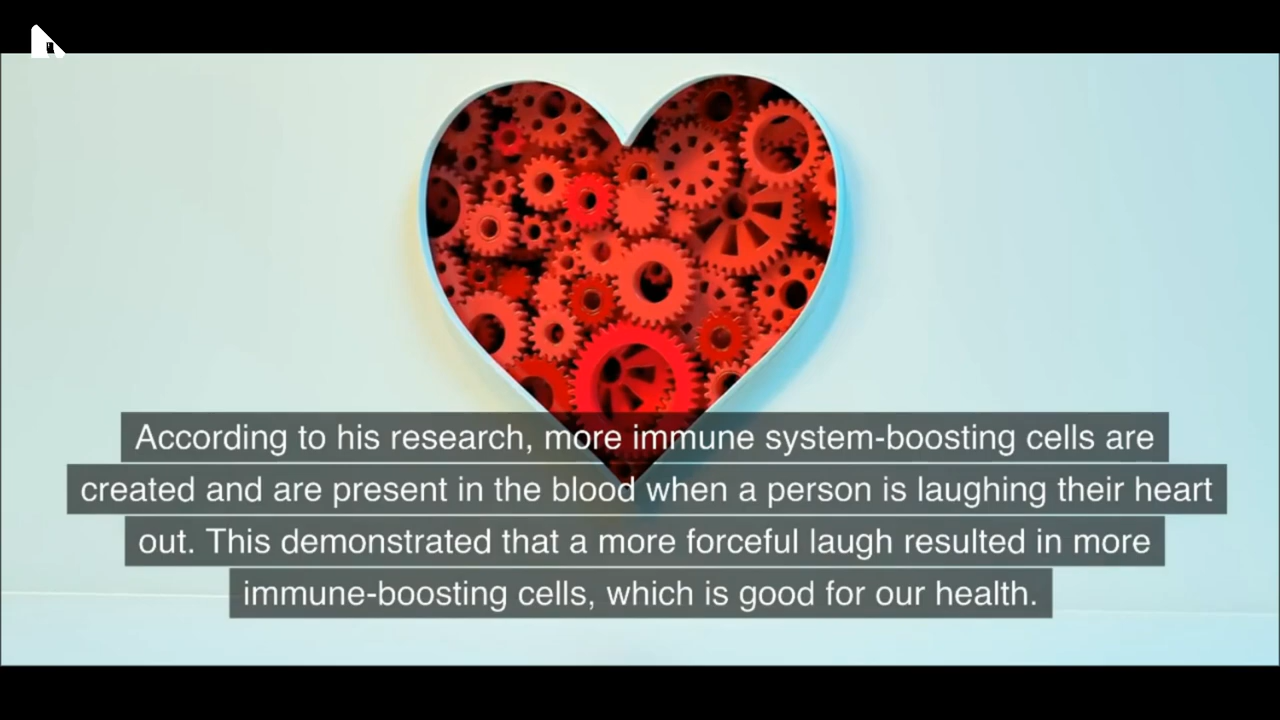 According to his research, more immune system-boosting cells are
created and are present in the blood when a person is laughing their heart
out. This demonstrated that a more forceful laugh resulted in more
immune-boosting cells, which is good for our health.